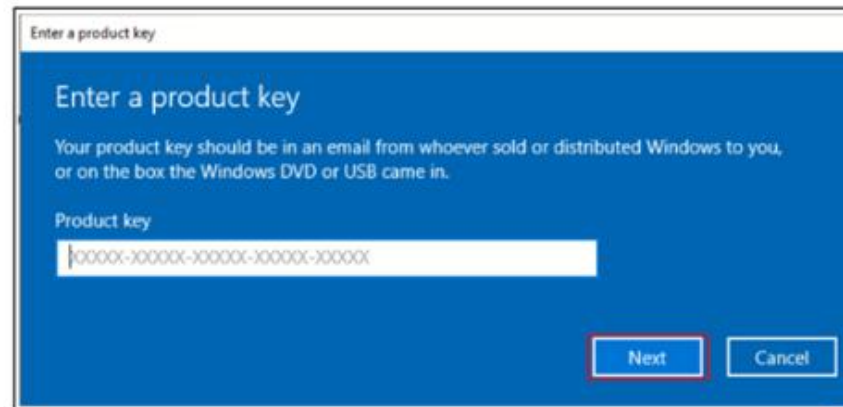 Enter a product key
Enter a product key
Your product key should be in an email from whoever sold or distributed Windows to you,
or on the box the Windows DVD or USB came in.
Product key
XXXXX-XXXXX-XXXXX-XXXXX-XXXXX
Next Cancel